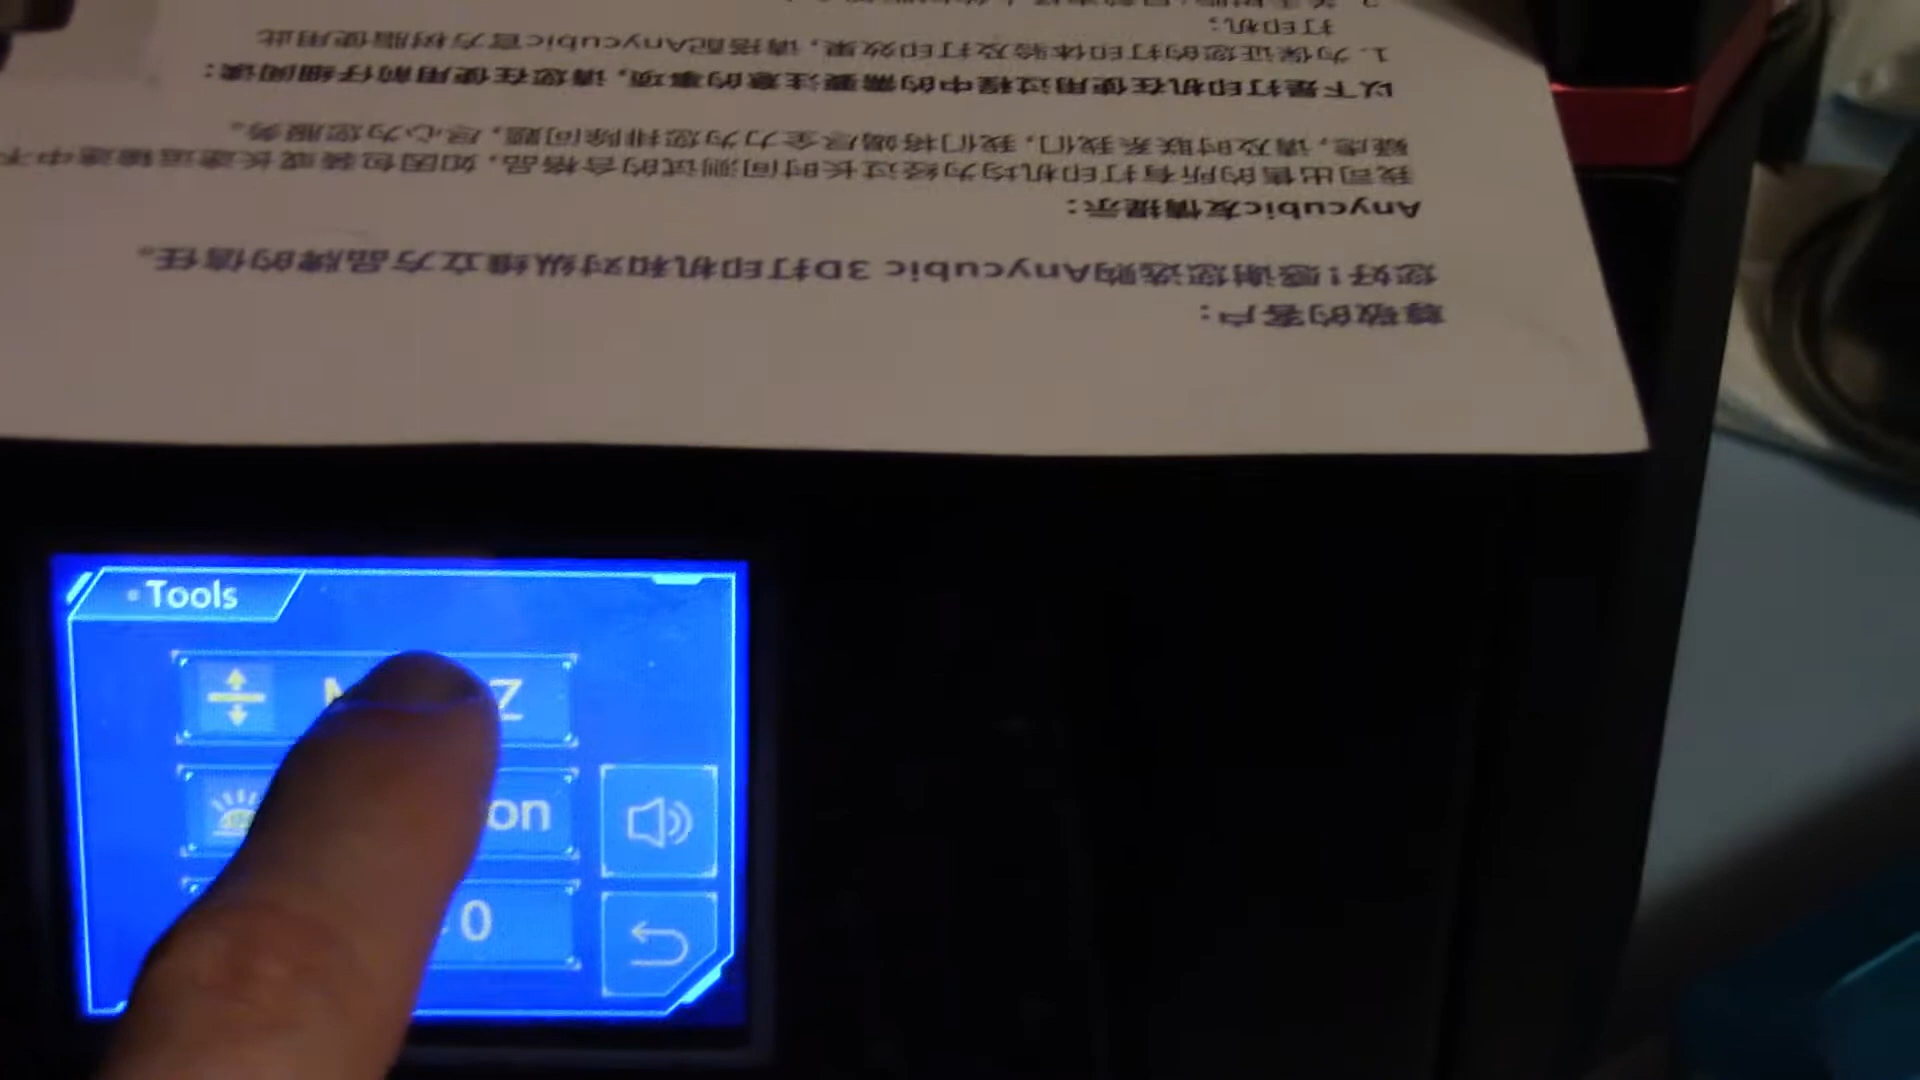 尊敬的客户：
您好！感谢您选购Anycubic 3D打印机和对纵维立方品牌的信任。
Anycubic友情提示：
我司出售的所有打印机均为经过长时间测试的合格品，如因包装或长途运输途中不
疑虑，请及时联系我们，我们将竭尽全力为您排除问题，尽心为您服务。
以下是打印机在使用过程中的需要注意的事项，请您在使用前仔细阅读：
1. 为保证您的打印体验及打印效果，请搭配Anycubic官方树脂使用此
打印机；
2.
Tools
Z
on
0